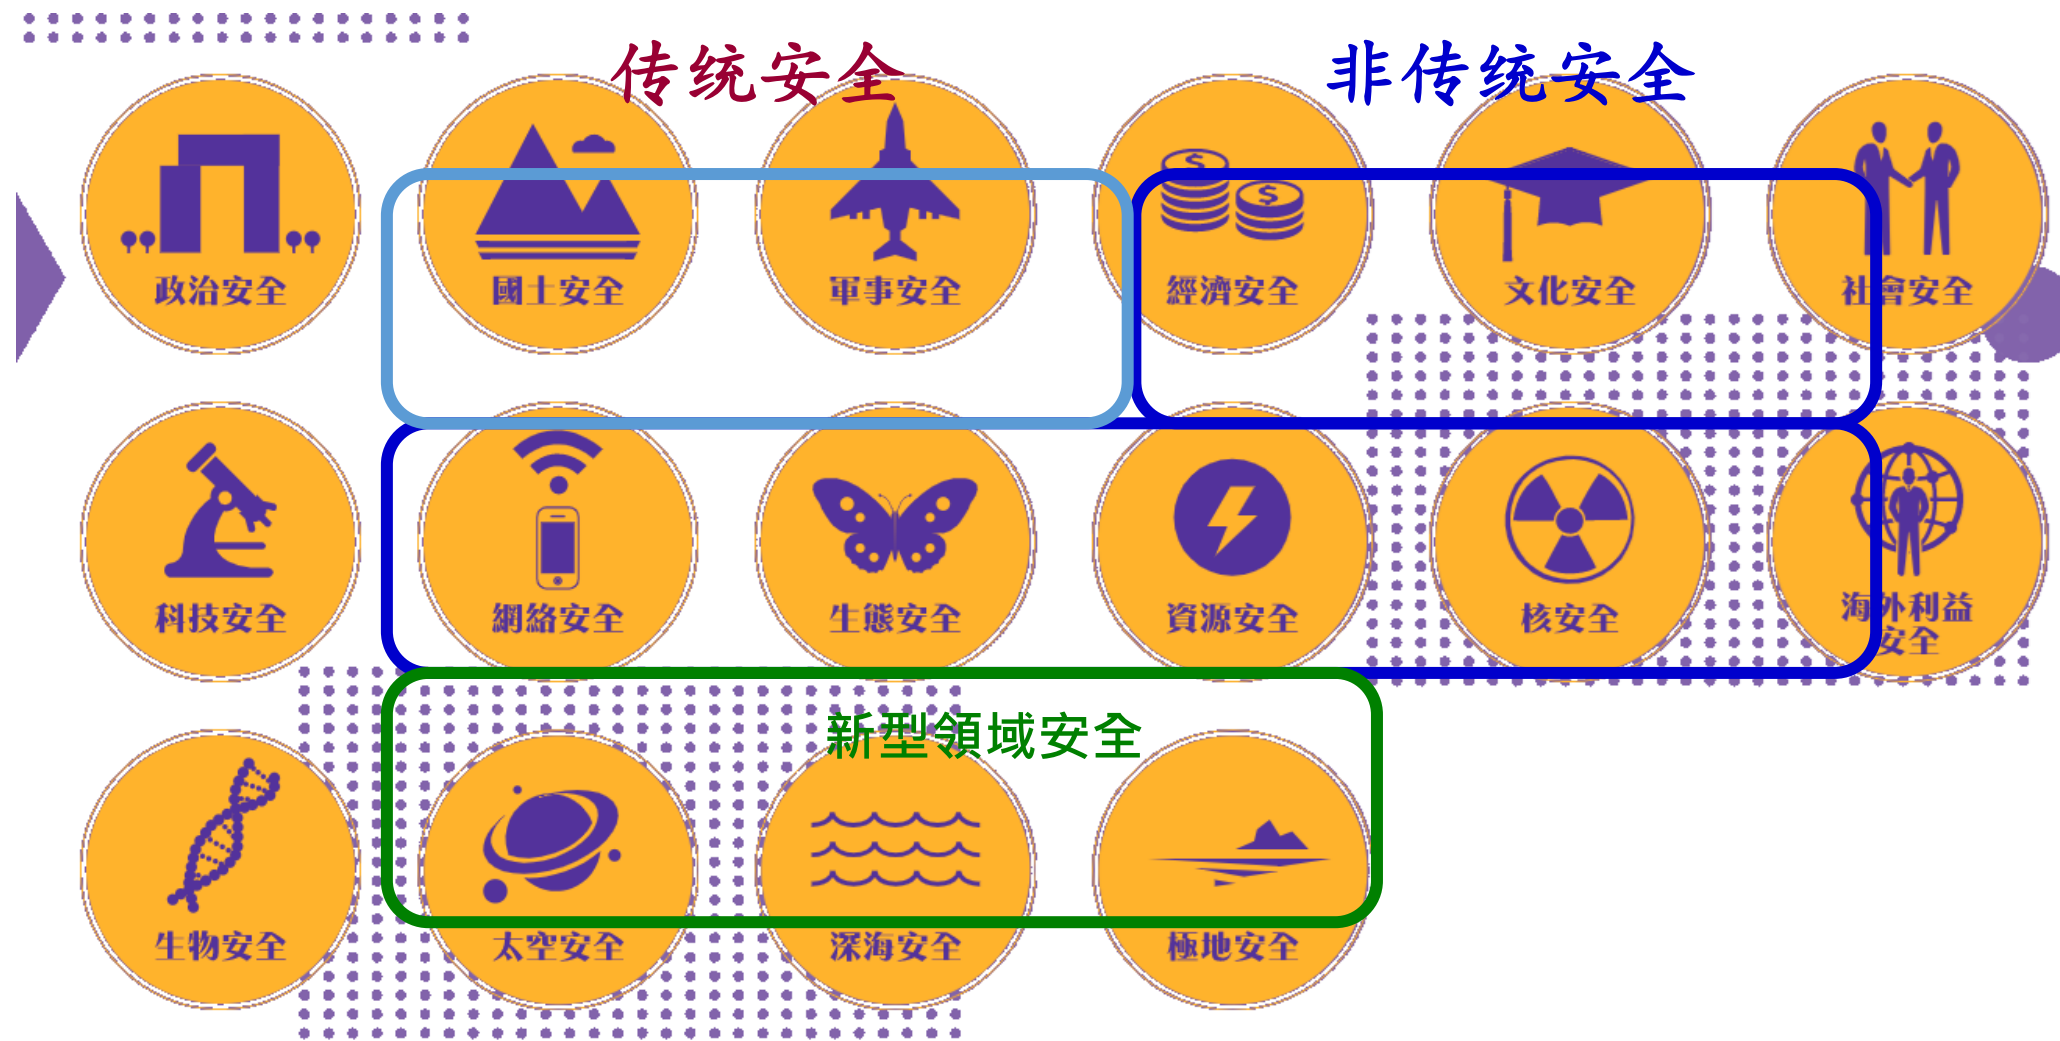 传统安全
非传统安全
政治安全
國土安全
軍事安全
經濟安全
文化安全
社會安全
科技安全
網絡安全
生態安全
資源安全
核安全
海外利益
安全
新型領域安全
生物安全
太空安全
深海安全
極地安全